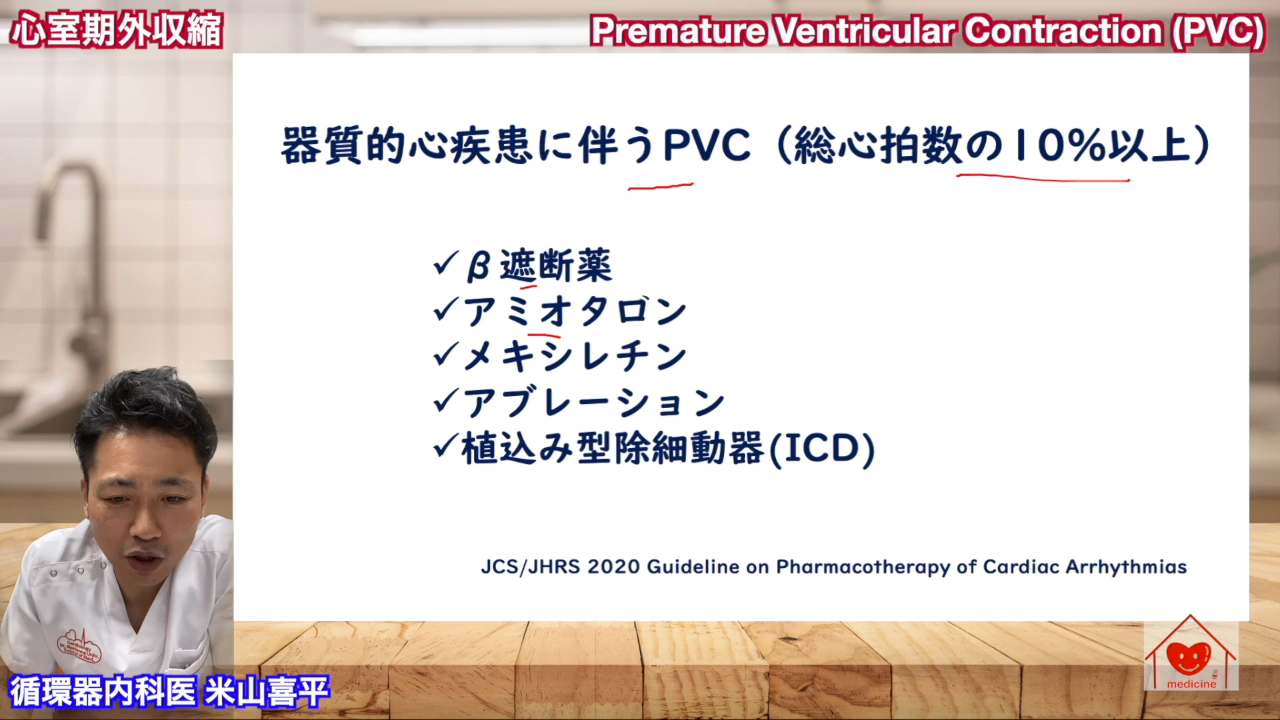 心室期外収縮
Premature Ventricular Contraction (PVC)
器質的心疾患に伴うPVC（総心拍数の10%以上）
✓β遮断薬
✓アミオタロン
✓メキシレチン
✓アブレーション
✓植込み型除細動器(ICD)
JCS/JHRS 2020 Guideline on Pharmacotherapy of Cardiac Arrhythmias
循環器内科医 米山喜平
medicine